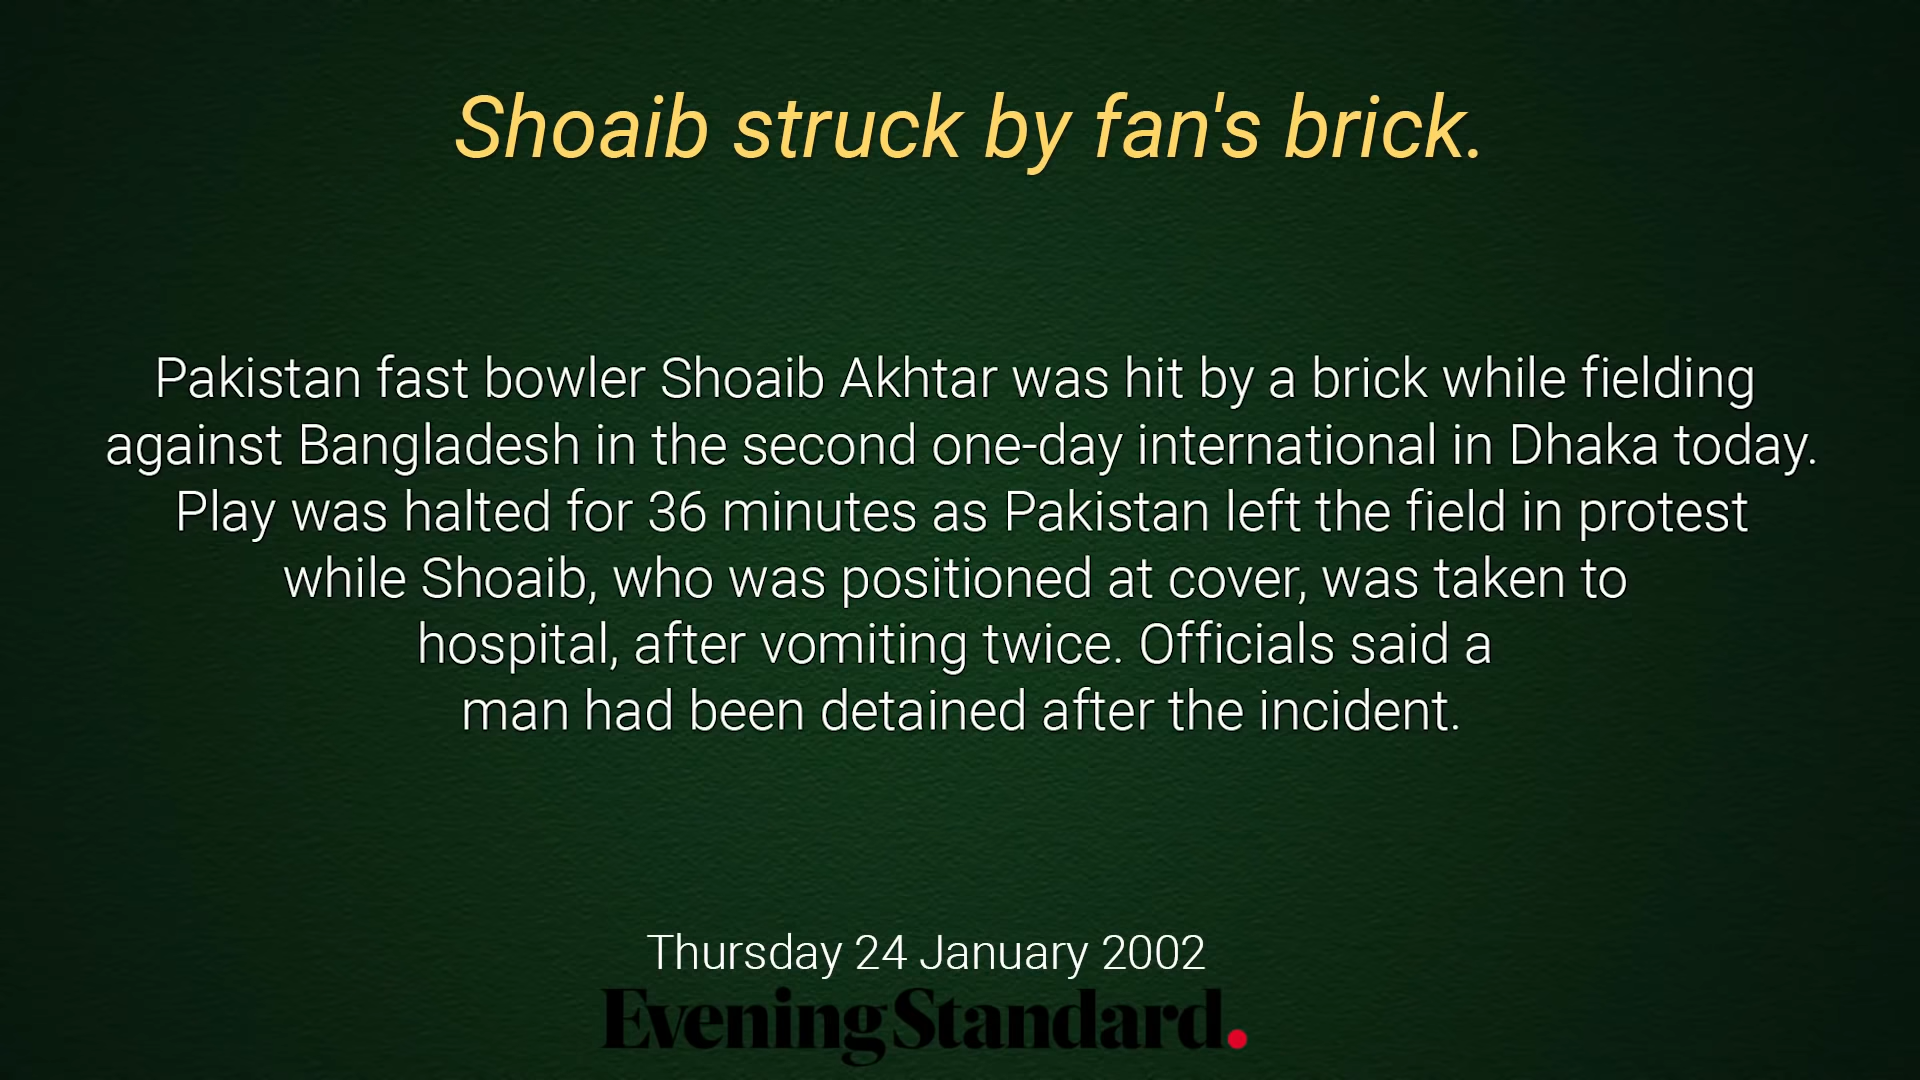 Shoaib struck by fan's brick.
Pakistan fast bowler Shoaib Akhtar was hit by a brick while fielding
against Bangladesh in the second one-day international in Dhaka today.
Play was halted for 36 minutes as Pakistan left the field in protest
while Shoaib, who was positioned at cover, was taken to
hospital, after vomiting twice. Officials said a
man had been detained after the incident.
Thursday 24 January 2002
Evening Standard.